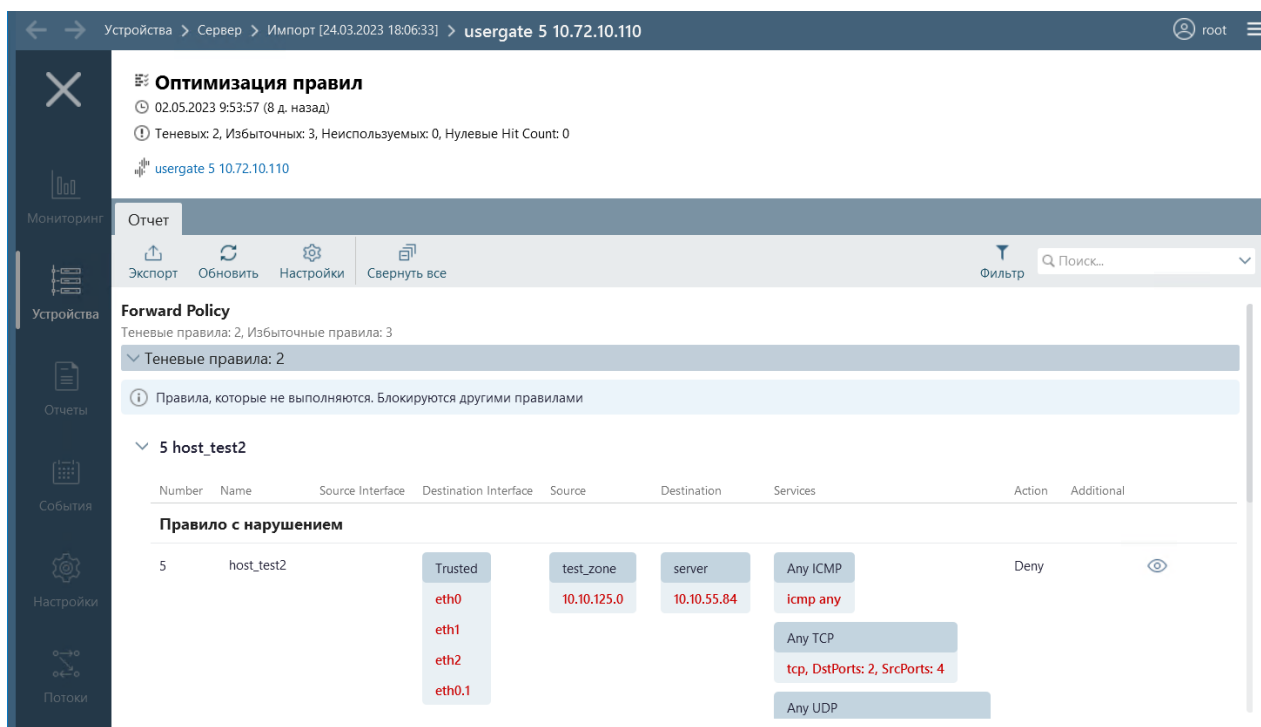 Устройства > Сервер > Импорт [24.03.2023 18:06:33] > usergate 5 10.72.10.110
root
Оптимизация правил
02.05.2023 9:53:57 (8 д. назад)
Теневых: 2, Избыточных: 3, Неиспользуемых: 0, Нулевые Hit Count: 0
usergate 5 10.72.10.110
Мониторинг
Устройства
Отчеты
События
Настройки
Потоки
Отчет
Экспорт Обновить Настройки Свернуть все Фильтр Поиск...
Forward Policy
Теневые правила: 2, Избыточные правила: 3
Теневые правила: 2
Правила, которые не выполняются. Блокируются другими правилами
5 host_test2
Number Name Source Interface Destination Interface Source Destination Services Action Additional
Правило с нарушением
5 host_test2 Trusted test_zone server Any ICMP Deny
eth0 10.10.125.0 10.10.55.84 icmp any
eth1
Any TCP
eth2
tcp, DstPorts: 2, SrcPorts: 4
eth0.1
Any UDP